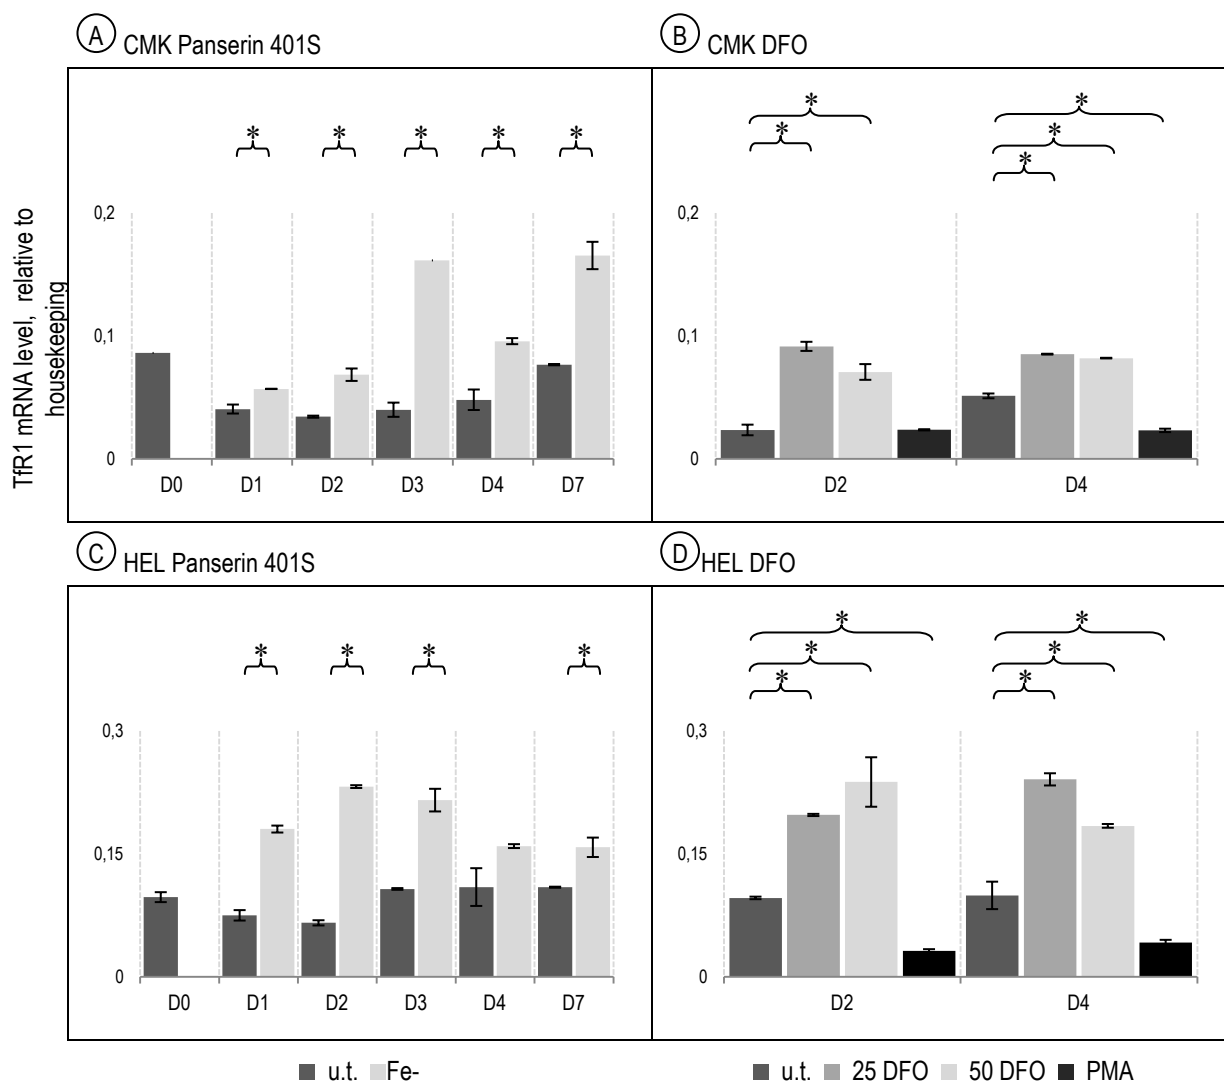 A CMK Panserin 401S
B CMK DFO
* * * * *
* *
* * *
TfR1 mRNA level, relative to
housekeeping
0,2
0,1
0
D0 D1 D2 D3 D4 D7
0,2
0,1
0
D2 D4
C HEL Panserin 401S
D HEL DFO
* * * *
* * *
* * *
0,3
0,15
0
D0 D1 D2 D3 D4 D7
0,3
0,15
0
D2 D4
u.t. Fe-
u.t. 25 DFO 50 DFO PMA